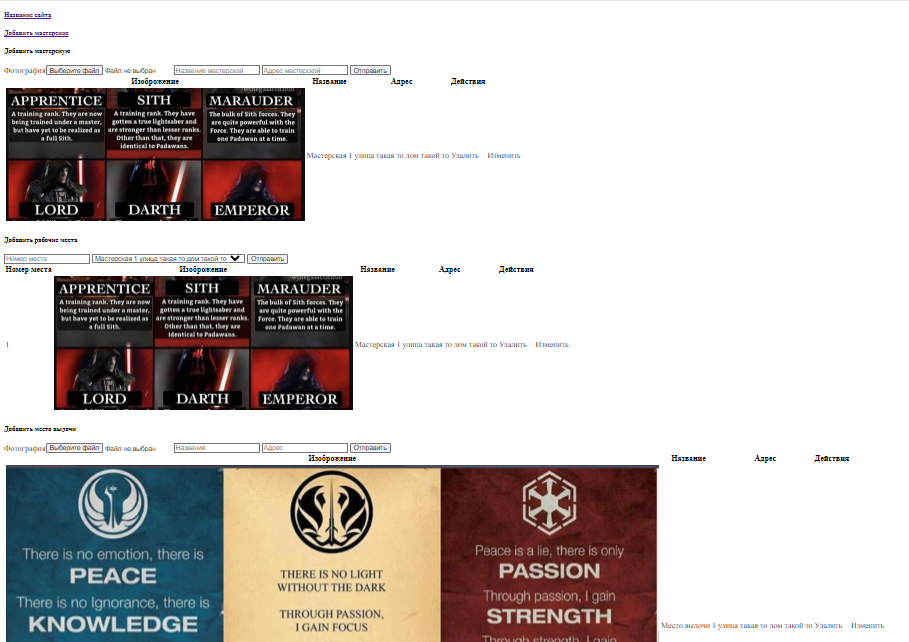 Название сайта
Добавить мастерские
Добавить мастерскую
Фотография Выберите файл Файл не выбран Название мастерской Адрес мастерской Отправить
Изоброжение Название Адрес Действия
APPRENTICE SITH MARAUDER
A training rank. They are now being trained under a master, but have yet to be realized as a full Sith.
A training rank. They have gotten a true lightsaber and are stronger than lesser ranks. Other than that, they are identical to Padawans.
The bulk of Sith forces. They are quite powerful with the Force. They are able to train one Padawan at a time.
LORD DARTH EMPEROR
Мастерская 1 улица такая то дом такой то Удалить Изменить
Добавить рабочие места
Номер места Мастерская 1 улица такая то дом такой то Отправить
Номер места Изоброжение Название Адрес Действия
1
APPRENTICE SITH MARAUDER
A training rank. They are now being trained under a master, but have yet to be realized as a full Sith.
A training rank. They have gotten a true lightsaber and are stronger than lesser ranks. Other than that, they are identical to Padawans.
The bulk of Sith forces. They are quite powerful with the Force. They are able to train one Padawan at a time.
LORD DARTH EMPEROR
Мастерская 1 улица такая то дом такой то Удалить Изменить
Добавить место выдочи
Фотография Выберите файл Файл не выбран Название Адрес Отправить
Изоброжение Название Адрес Действия
There is no emotion, there is
PEACE
There is no Ignorance, there is
KNOWLEDGE
THERE IS NO LIGHT
WITHOUT THE DARK
THROUGH PASSION,
I GAIN FOCUS
Peace is a lie, there is only
PASSION
Through passion, I gain
STRENGTH
Through strength, I gain
Место выдочи 1 улица такая то дом такой то Удалить Изменить